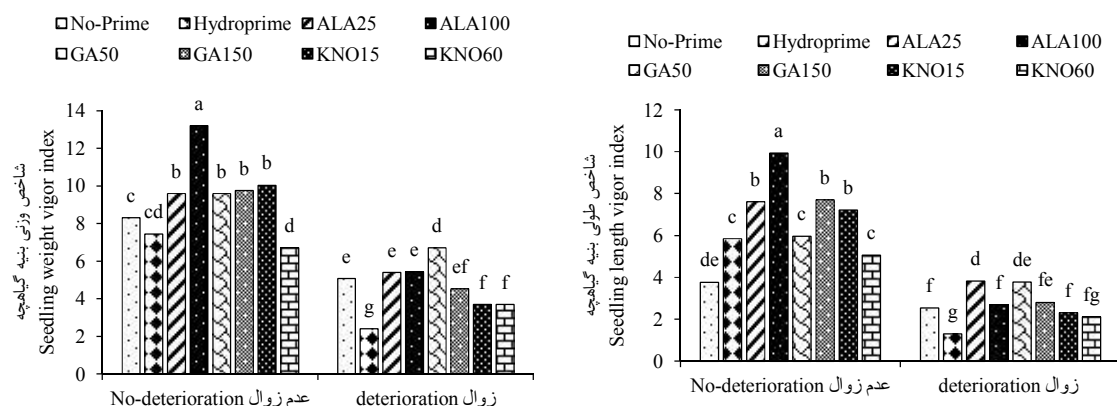 No-Prime Hydroprime ALA25 ALA100
GA50 GA150 KNO15 KNO60
شاخص وزنی بنیه گیاهچه
Seedling weight vigor index
14
12
10
8
6
4
2
0
c cd b a b b b d
e g e e d ef f f
No-deterioration عدم زوال
deterioration زوال
No-Prime Hydroprime ALA25 ALA100
GA50 GA150 KNO15 KNO60
شاخص طولی بنیه گیاهچه
Seedling length vigor index
12
10
8
6
4
2
0
de c b a c b b c
f g d f de fe f fg
No-deterioration عدم زوال
deterioration زوال